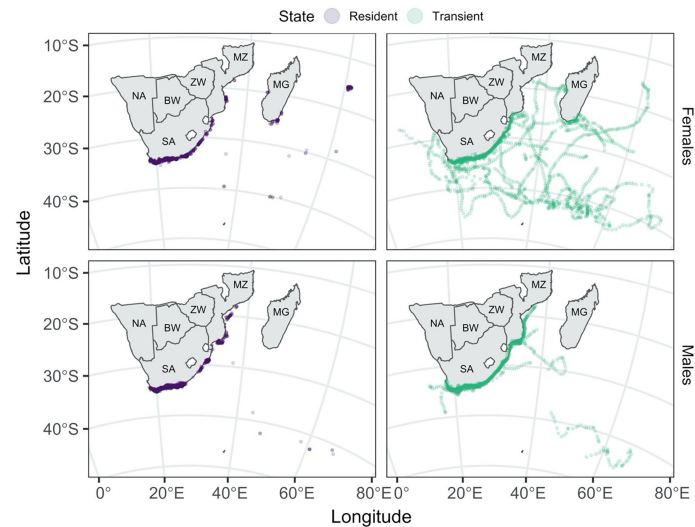 State Resident Transient
10°S
20°S
30°S
40°S
MZ
ZW
NA
BW
MG
SA
MZ
ZW
NA
BW
MG
SA
Females
10°S
20°S
30°S
40°S
MZ
ZW
NA
BW
MG
SA
MZ
ZW
NA
BW
MG
SA
Males
Latitude
0° 20°E 40°E 60°E 80°E 0° 20°E 40°E 60°E 80°E
Longitude